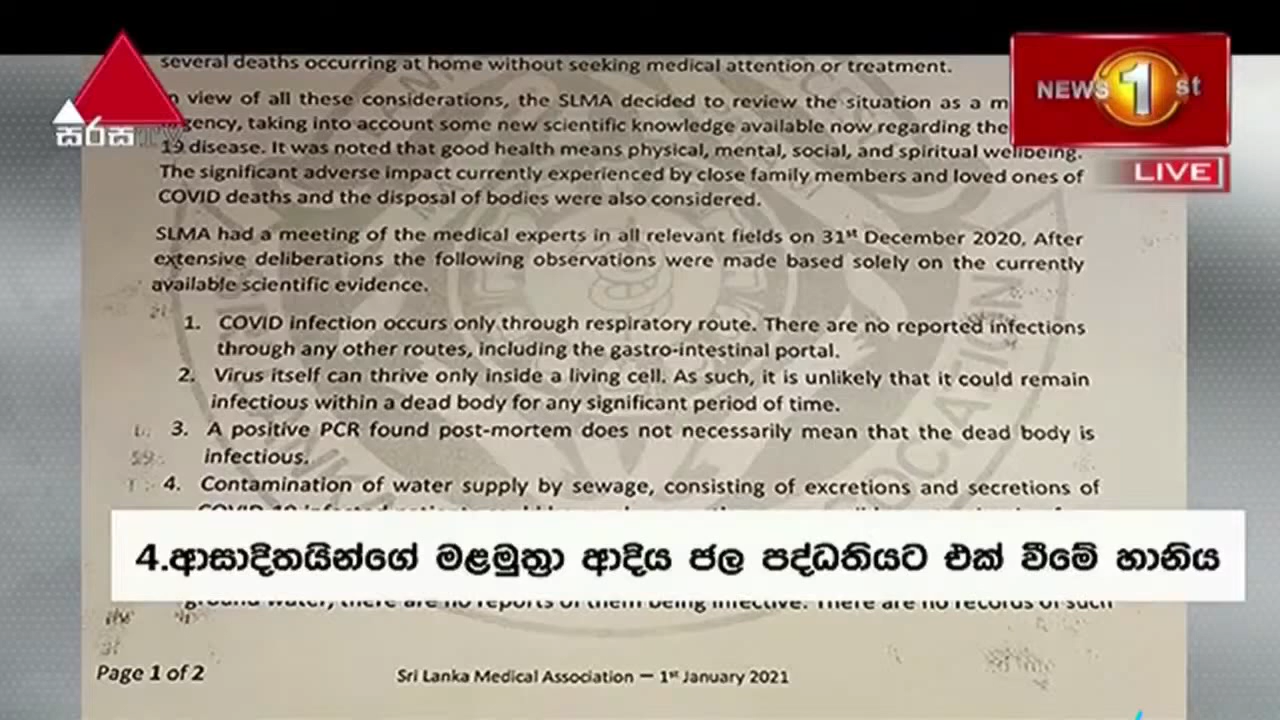 several deaths occurring at home without seeking medical attention or treatment.
NEWS 1st
LIVE
සිරස TV
view of all these considerations, the SLMA decided to review the situation as a
taking into account some new scientific knowledge available now regarding the
19 disease. It was noted that good health means physical, mental, social, and spiritual wellbeing.
The significant adverse impact currently experienced by close family members and loved ones of
COVID deaths and the disposal of bodies were also considered.
SLMA had a meeting of the medical experts in all relevant fields on 31st December 2020. After
extensive deliberations the following observations were made based solely on the currently
available scientific evidence.
1. COVID infection occurs only through respiratory route. There are no reported infections
through any other routes, including the gastro-intestinal portal.
2. Virus itself can thrive only inside a living cell. As such, it is unlikely that it could remain
infectious within a dead body for any significant period of time.
3. A positive PCR found post-mortem does not necessarily mean that the dead body is
infectious.
4. Contamination of water supply by sewage, consisting of excretions and secretions of
4.ආසාදිතයින්ගේ මළමුත්‍රා ආදිය ජල පද්ධතියට එක් වීමේ හානිය
ground water, there are no reports of them being infective. There are no records of such
Page 1 of 2
Sri Lanka Medical Association – 1st January 2021